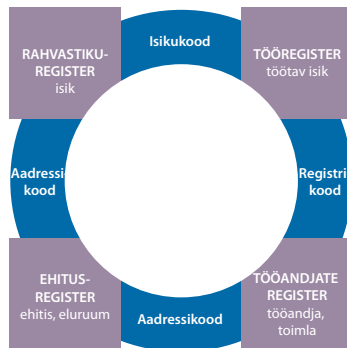 RAHVASTIKU-
REGISTER
isik
Isikukood
TÖÖREGISTER
töötav isik
Aadressi
kood
Registri
kood
EHITUS-
REGISTER
ehitis, eluruum
Aadressikood
TÖÖANDJATE
REGISTER
tööandja,
toimla